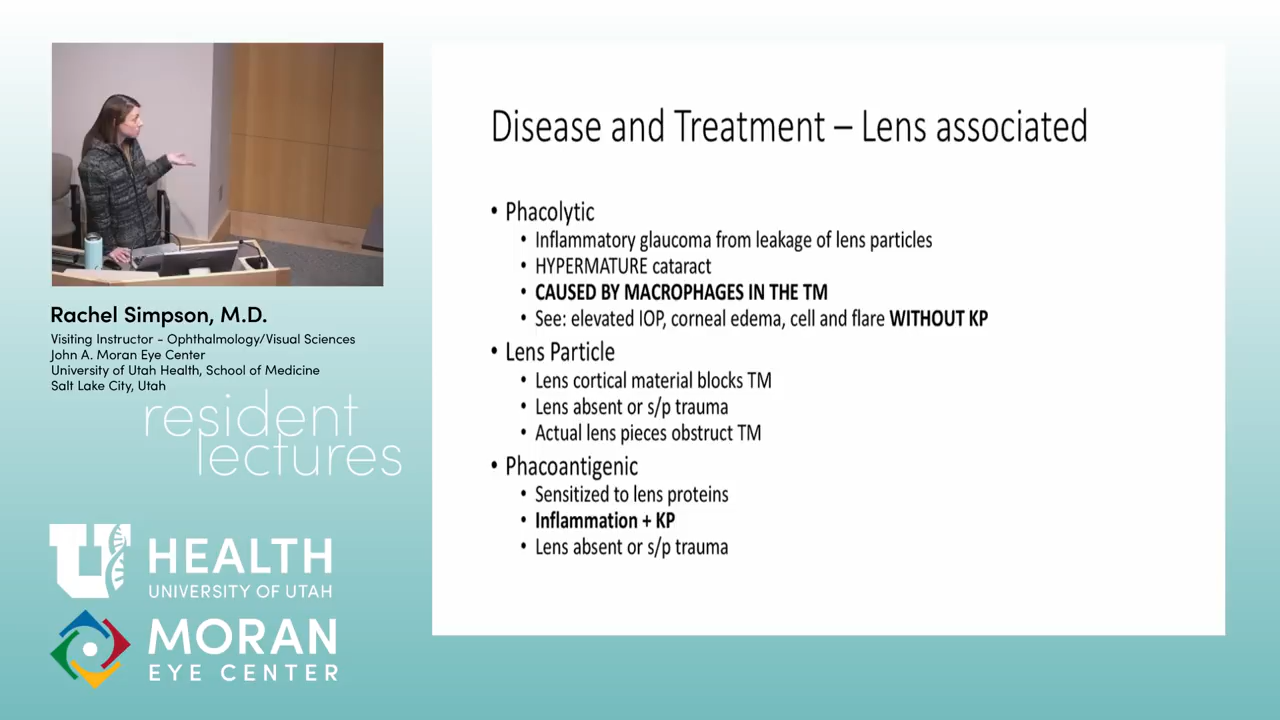 Disease and Treatment – Lens associated
• Phacolytic
• Inflammatory glaucoma from leakage of lens particles
• HYPERMATURE cataract
• CAUSED BY MACROPHAGES IN THE TM
• See: elevated IOP, corneal edema, cell and flare WITHOUT KP
• Lens Particle
• Lens cortical material blocks TM
• Lens absent or s/p trauma
• Actual lens pieces obstruct TM
• Phacoantigenic
• Sensitized to lens proteins
• Inflammation + KP
• Lens absent or s/p trauma
Rachel Simpson, M.D.
Visiting Instructor - Ophthalmology/Visual Sciences
John A. Moran Eye Center
University of Utah Health, School of Medicine
Salt Lake City, Utah
resident
lectures
U HEALTH
UNIVERSITY OF UTAH
MORAN
EYE CENTER